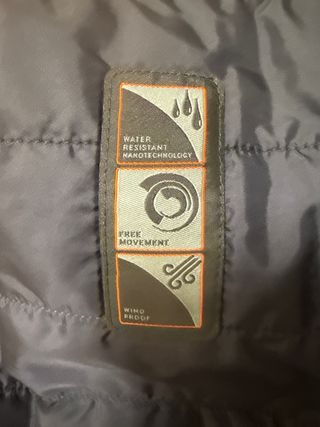 WATER
RESISTANT
NANOTECHNOLOGY
FREE
MOVEMENT
WIND
PROOF